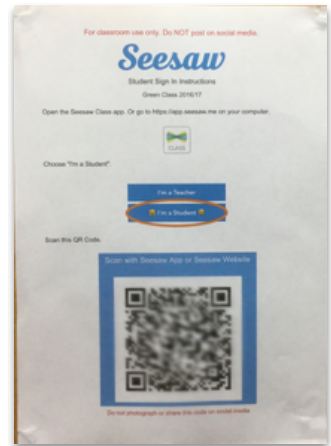 For classroom use only. Do NOT post on social media.
Seesaw
Student Sign In Instructions
Green Class 2016/17
Open the Seesaw Class app. Or go to https://app.seesaw.me on your computer.
CLASS
Choose "I'm a Student".
I'm a Teacher
I'm a Student
Scan this QR Code.
Scan with Seesaw App or Seesaw Website
Do not photograph or share this code on social media